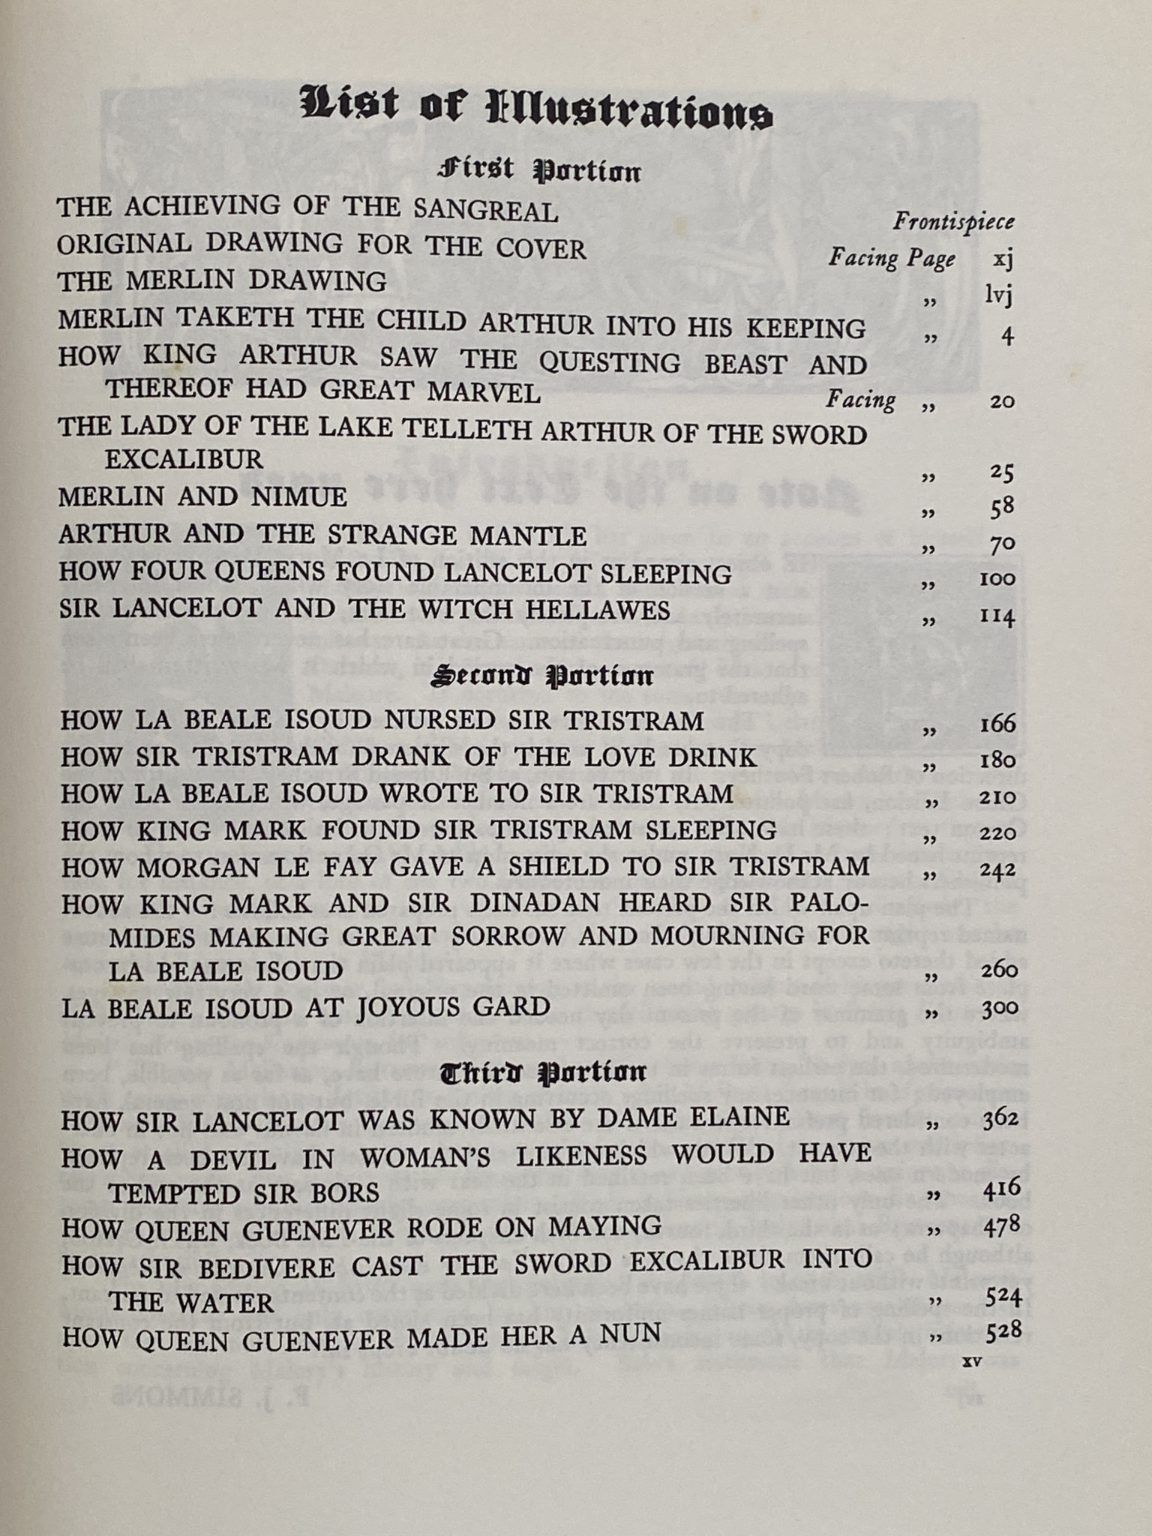 List of Illustrations
First Portion
THE ACHIEVING OF THE SANGREAL Frontispiece
ORIGINAL DRAWING FOR THE COVER Facing Page xj
THE MERLIN DRAWING „ lvj
MERLIN TAKETH THE CHILD ARTHUR INTO HIS KEEPING „ 4
HOW KING ARTHUR SAW THE QUESTING BEAST AND
THEREOF HAD GREAT MARVEL Facing „ 20
THE LADY OF THE LAKE TELLETH ARTHUR OF THE SWORD
EXCALIBUR „ 25
MERLIN AND NIMUE „ 58
ARTHUR AND THE STRANGE MANTLE „ 70
HOW FOUR QUEENS FOUND LANCELOT SLEEPING „ 100
SIR LANCELOT AND THE WITCH HELLAWES „ 114
Second Portion
HOW LA BEALE ISOUD NURSED SIR TRISTRAM „ 166
HOW SIR TRISTRAM DRANK OF THE LOVE DRINK „ 180
HOW LA BEALE ISOUD WROTE TO SIR TRISTRAM „ 210
HOW KING MARK FOUND SIR TRISTRAM SLEEPING „ 220
HOW MORGAN LE FAY GAVE A SHIELD TO SIR TRISTRAM „ 242
HOW KING MARK AND SIR DINADAN HEARD SIR PALO-
MIDES MAKING GREAT SORROW AND MOURNING FOR
LA BEALE ISOUD „ 260
LA BEALE ISOUD AT JOYOUS GARD „ 300
Third Portion
HOW SIR LANCELOT WAS KNOWN BY DAME ELAINE „ 362
HOW A DEVIL IN WOMAN'S LIKENESS WOULD HAVE
TEMPTED SIR BORS „ 416
HOW QUEEN GUENEVER RODE ON MAYING „ 478
HOW SIR BEDIVERE CAST THE SWORD EXCALIBUR INTO
THE WATER „ 524
HOW QUEEN GUENEVER MADE HER A NUN „ 528
xv